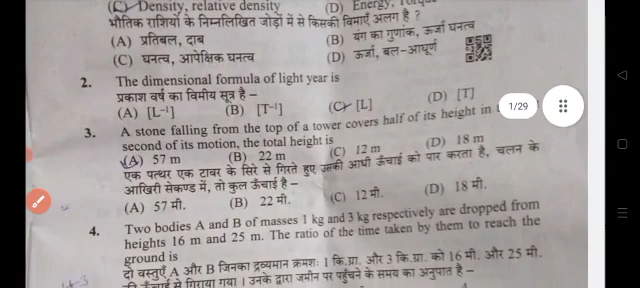 (C) Density, relative density (D) Energy, Torque
भौतिक राशियों के निम्नलिखित जोड़ों में से किसकी विमाएँ अलग है ?
(A) प्रतिबल, दाब (B) यंग का गुणांक, ऊर्जा घनत्व
(C) घनत्व, आपेक्षिक घनत्व (D) ऊर्जा, बल-आघूर्ण
2. The dimensional formula of light year is
प्रकाश वर्ष का विमीय सूत्र है –
(A) [L⁻¹] (B) [T⁻¹] (C) [L] (D) [T]
1/29
3. A stone falling from the top of a tower covers half of its height in
second of its motion, the total height is
(A) 57 m (B) 22 m (C) 12 m (D) 18 m
एक पत्थर एक टावर के सिरे से गिरते हुए उसकी आधी ऊँचाई को पार करता है, चलन के
आखिरी सेकण्ड में, तो कुल ऊँचाई है –
(A) 57 मी. (B) 22 मी. (C) 12 मी. (D) 18 मी.
4. Two bodies A and B of masses 1 kg and 3 kg respectively are dropped from
heights 16 m and 25 m. The ratio of the time taken by them to reach the
ground is
दो वस्तुएँ A और B जिनका द्रव्यमान क्रमशः 1 कि.ग्रा. और 3 कि.ग्रा. को 16 मी. और 25 मी.
की ऊँचाई से गिराया गया । उनके द्वारा जमीन पर पहुँचने के समय का अनुपात है –